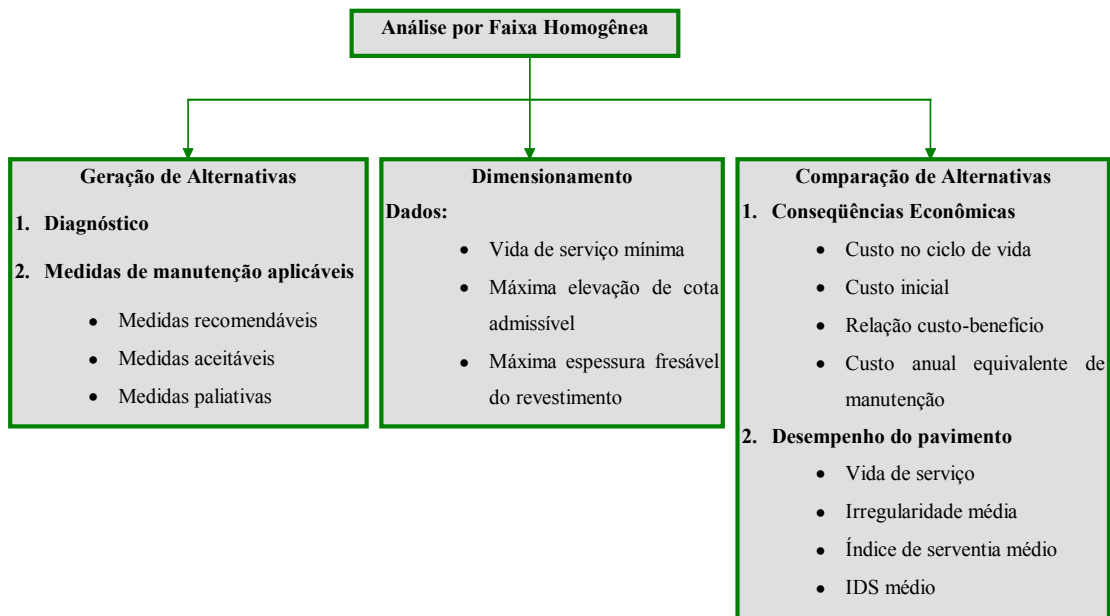 Análise por Faixa Homogênea
Geração de Alternativas
1. Diagnóstico
2. Medidas de manutenção aplicáveis
• Medidas recomendáveis
• Medidas aceitáveis
• Medidas paliativas
Dimensionamento
Dados:
• Vida de serviço mínima
• Máxima elevação de cota
admissível
• Máxima espessura fresável
do revestimento
Comparação de Alternativas
1. Conseqüências Econômicas
• Custo no ciclo de vida
• Custo inicial
• Relação custo-benefício
• Custo anual equivalente de
manutenção
2. Desempenho do pavimento
• Vida de serviço
• Irregularidade média
• Índice de serventia médio
• IDS médio